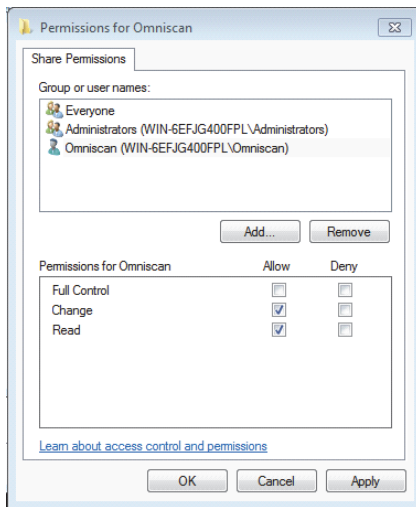 Permissions for Omniscan
Share Permissions
Group or user names:
Everyone
Administrators (WIN-6EFJG400FPL\Administrators)
Omniscan (WIN-6EFJG400FPL\Omniscan)
Add... Remove
Permissions for Omniscan Allow Deny
Full Control
Change
Read
Learn about access control and permissions
OK Cancel Apply